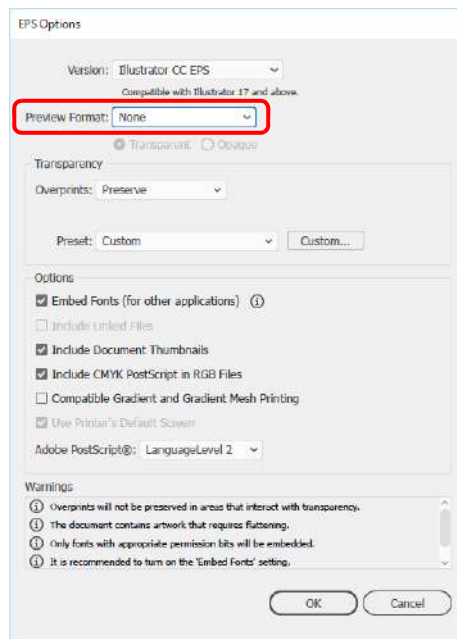 EPS Options
Version: Illustrator CC EPS
Compatible with Illustrator 17 and above.
Preview Format: None
Transparent Opaque
Transparency
Overprints: Preserve
Preset: Custom Custom...
Options
Embed Fonts (for other applications)
Include Linked Files
Include Document Thumbnails
Include CMYK PostScript in RGB Files
Compatible Gradient and Gradient Mesh Printing
Use Printer's Default Screen
Adobe PostScript®: LanguageLevel 2
Warnings
Overprints will not be preserved in areas that interact with transparency.
The document contains artwork that requires flattening.
Only fonts with appropriate permission bits will be embedded.
It is recommended to turn on the 'Embed Fonts' setting.
OK Cancel